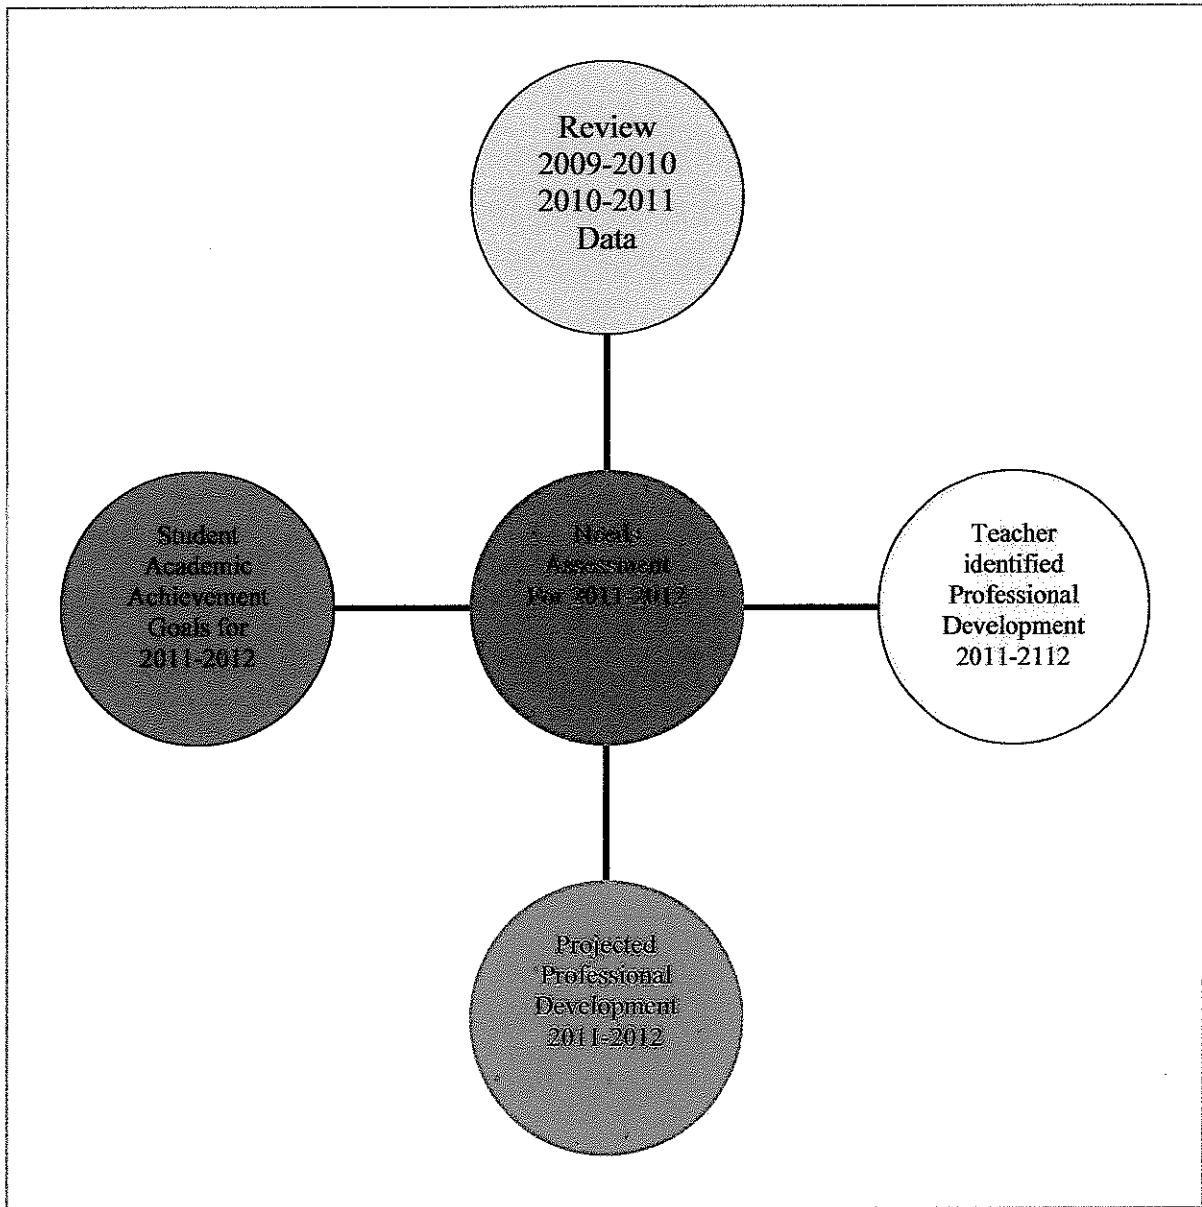 Review
2009-2010
2010-2011
Data
Student
Academic
Achievement
Goals for
2011-2012
Needs
Assessment
For 2011-2012
Teacher
identified
Professional
Development
2011-2112
Projected
Professional
Development
2011-2012